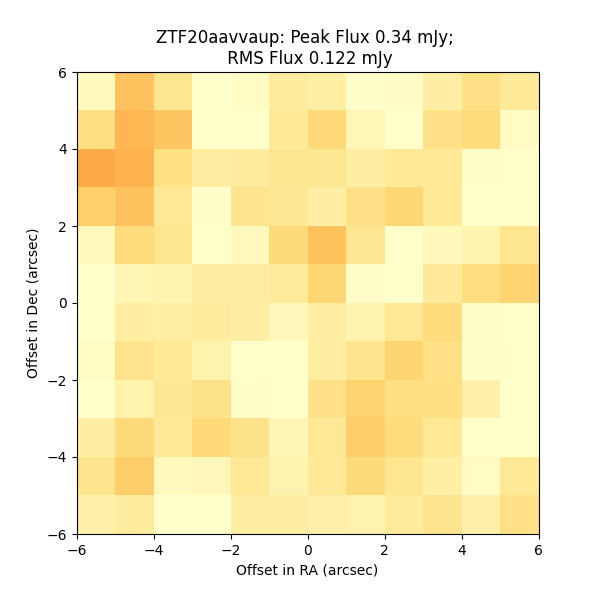 ZTF20aavvaup: Peak Flux 0.34 mJy;
RMS Flux 0.122 mJy
6
4
2
0
−2
−4
−6
Offset in Dec (arcsec)
−6 −4 −2 0 2 4 6
Offset in RA (arcsec)